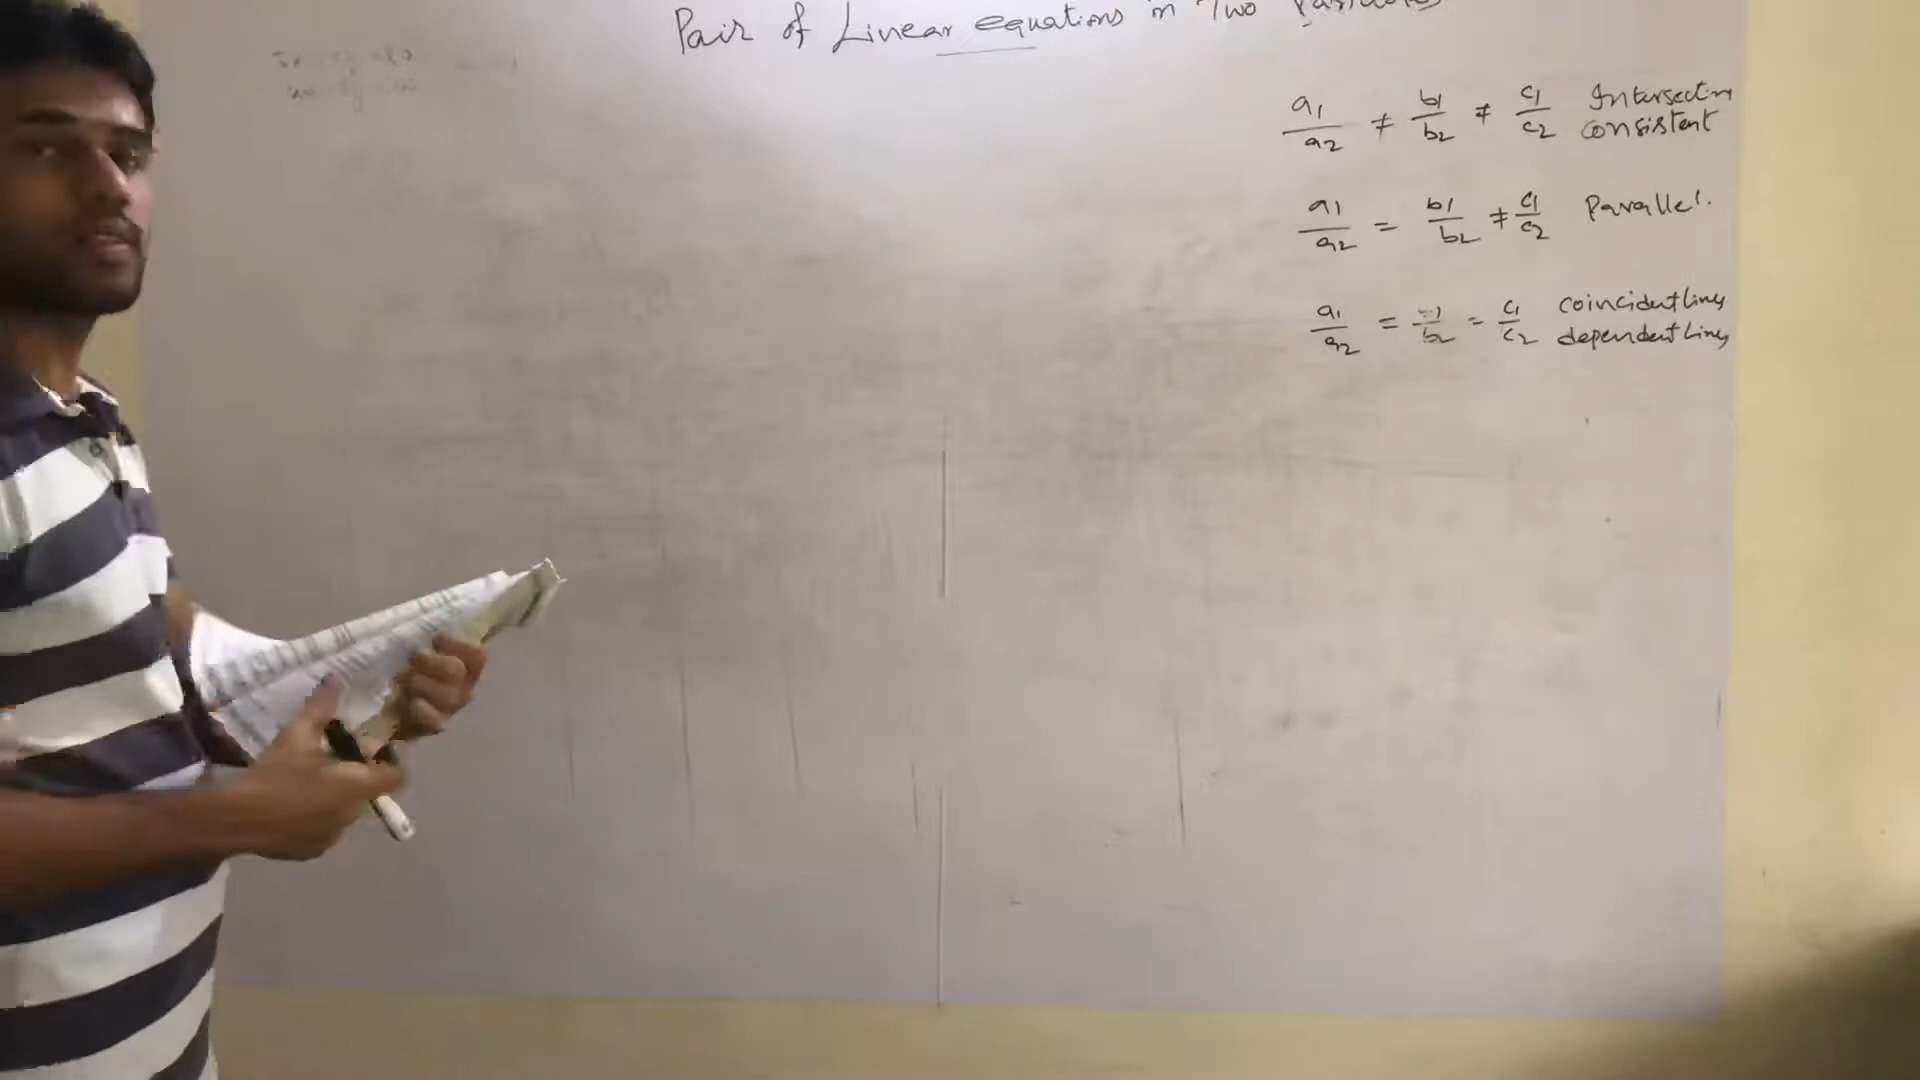 Pair of Linear equations in Two
a1/a2 ≠ b1/b2 ≠ c1/c2 Intersecting
consistent
a1/a2 = b1/b2 ≠ c1/c2 Parallel.
a1/a2 = b1/b2 = c1/c2 coincident lines
dependent lines